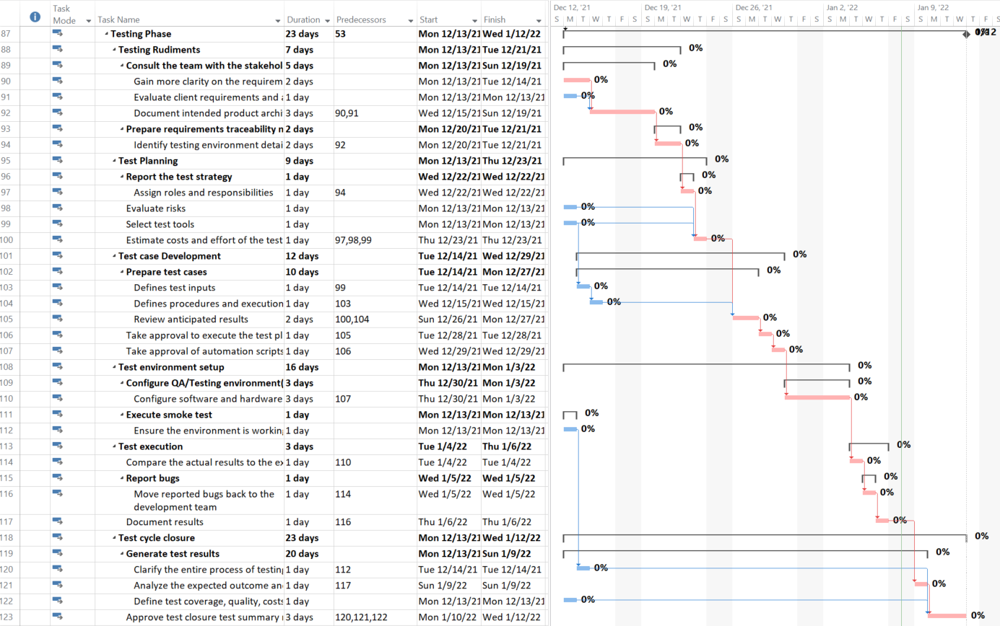 Task
Mode Task Name Duration Predecessors Start Finish
Dec 12, '21 Dec 19, '21 Dec 26, '21 Jan 2, '22 Jan 9, '22
S M T W T F S S M T W T F S S M T W T F S S M T W T F S S M T W T F S
87 Testing Phase 23 days 53 Mon 12/13/21 Wed 1/12/22 1/12
88 Testing Rudiments 7 days Mon 12/13/21 Tue 12/21/21 0%
89 Consult the team with the stakehol 5 days Mon 12/13/21 Sun 12/19/21 0%
90 Gain more clarity on the requirem 2 days Mon 12/13/21 Tue 12/14/21 0%
91 Evaluate client requirements and 1 day Mon 12/13/21 Mon 12/13/21 0%
92 Document intended product archi 3 days 90,91 Wed 12/15/21 Sun 12/19/21 0%
93 Prepare requirements traceability 2 days Mon 12/20/21 Tue 12/21/21 0%
94 Identify testing environment detai 2 days 92 Mon 12/20/21 Tue 12/21/21 0%
95 Test Planning 9 days Mon 12/13/21 Thu 12/23/21 0%
96 Report the test strategy 1 day Wed 12/22/21 Wed 12/22/21 0%
97 Assign roles and responsibilities 1 day 94 Wed 12/22/21 Wed 12/22/21 0%
98 Evaluate risks 1 day Mon 12/13/21 Mon 12/13/21 0%
99 Select test tools 1 day Mon 12/13/21 Mon 12/13/21 0%
100 Estimate costs and effort of the test 1 day 97,98,99 Thu 12/23/21 Thu 12/23/21 0%
101 Test case Development 12 days Tue 12/14/21 Wed 12/29/21 0%
102 Prepare test cases 10 days Tue 12/14/21 Mon 12/27/21 0%
103 Defines test inputs 1 day 99 Tue 12/14/21 Tue 12/14/21 0%
104 Defines procedures and execution 1 day 103 Wed 12/15/21 Wed 12/15/21 0%
105 Review anticipated results 2 days 100,104 Sun 12/26/21 Mon 12/27/21 0%
106 Take approval to execute the test pl 1 day 105 Tue 12/28/21 Tue 12/28/21 0%
107 Take approval of automation scripts 1 day 106 Wed 12/29/21 Wed 12/29/21 0%
108 Test environment setup 16 days Mon 12/13/21 Mon 1/3/22 0%
109 Configure QA/Testing environment( 3 days Thu 12/30/21 Mon 1/3/22 0%
110 Configure software and hardware 3 days 107 Thu 12/30/21 Mon 1/3/22 0%
111 Execute smoke test 1 day Mon 12/13/21 Mon 12/13/21 0%
112 Ensure the environment is working 1 day Mon 12/13/21 Mon 12/13/21 0%
113 Test execution 3 days Tue 1/4/22 Thu 1/6/22 0%
114 Compare the actual results to the ex 1 day 110 Tue 1/4/22 Tue 1/4/22 0%
115 Report bugs 1 day Wed 1/5/22 Wed 1/5/22 0%
116 Move reported bugs back to the 1 day 114 Wed 1/5/22 Wed 1/5/22 0%
development team
117 Document results 1 day 116 Thu 1/6/22 Thu 1/6/22 0%
118 Test cycle closure 23 days Mon 12/13/21 Wed 1/12/22 0%
119 Generate test results 20 days Mon 12/13/21 Sun 1/9/22 0%
120 Clarify the entire process of testing 1 day 112 Tue 12/14/21 Tue 12/14/21 0%
121 Analyze the expected outcome an 1 day 117 Sun 1/9/22 Sun 1/9/22 0%
122 Define test coverage, quality, costs 1 day Mon 12/13/21 Mon 12/13/21 0%
123 Approve test closure test summary 3 days 120,121,122 Mon 1/10/22 Wed 1/12/22 0%